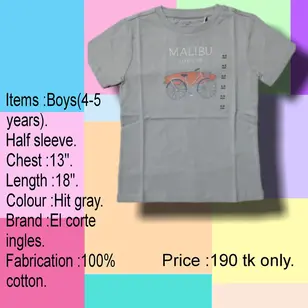 MALIBU
Items :Boys(4-5
years).
Half sleeve.
Chest :13".
Length :18".
Colour :Hit gray.
Brand :El corte
ingles.
Fabrication :100%
cotton.
Price :190 tk only.